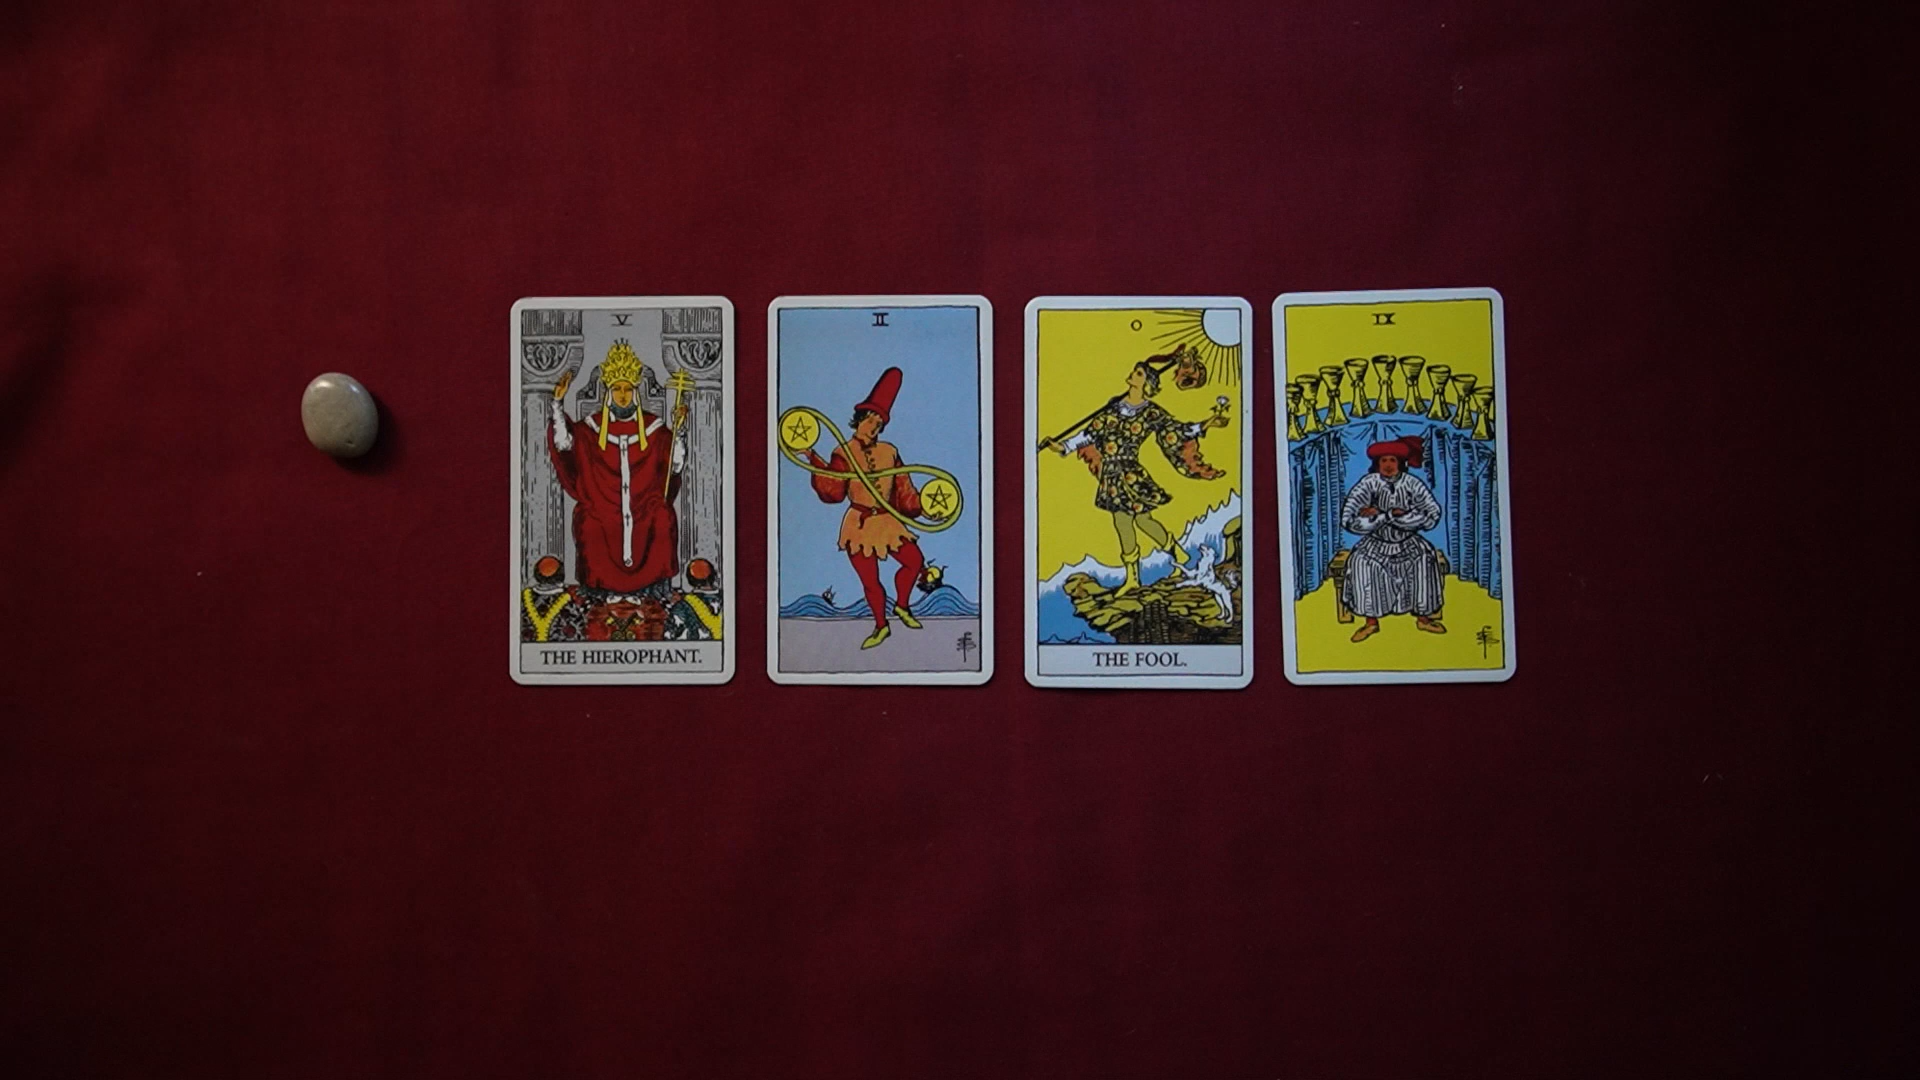 V
THE HIEROPHANT.
II
0
THE FOOL.
IX